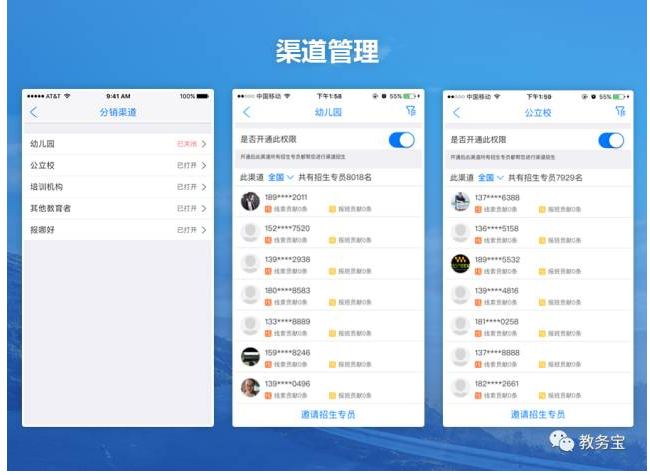 渠道管理
AT&T 9:41 AM 100%
分销渠道
幼儿园 已关闭
公立校 已打开
培训机构 已打开
其他教育者 已打开
报哪好 已打开
中国移动 下午1:58 55%
幼儿园
是否开通此权限
开通后此渠道所有招生专员都帮您进行渠道招生
此渠道 全国 共有招生专员8018名
189****2011
线索贡献0条 报班贡献0条
152****7520
线索贡献0条 报班贡献0条
139****2938
线索贡献0条 报班贡献0条
180****8583
线索贡献0条 报班贡献0条
133****8889
线索贡献0条 报班贡献0条
159****8246
线索贡献0条 报班贡献0条
139****0496
线索贡献0条 报班贡献0条
邀请招生专员
中国移动 下午1:59 55%
公立校
是否开通此权限
开通后此渠道所有招生专员都帮您进行渠道招生
此渠道 全国 共有招生专员7929名
137****6388
线索贡献0条 报班贡献0条
136****5158
线索贡献0条 报班贡献0条
189****5532
线索贡献0条 报班贡献0条
139****4816
线索贡献0条 报班贡献0条
181****0258
线索贡献0条 报班贡献0条
137****8888
线索贡献0条 报班贡献0条
182****2661
线索贡献0条 报班贡献0条
邀请招生专员
教务宝